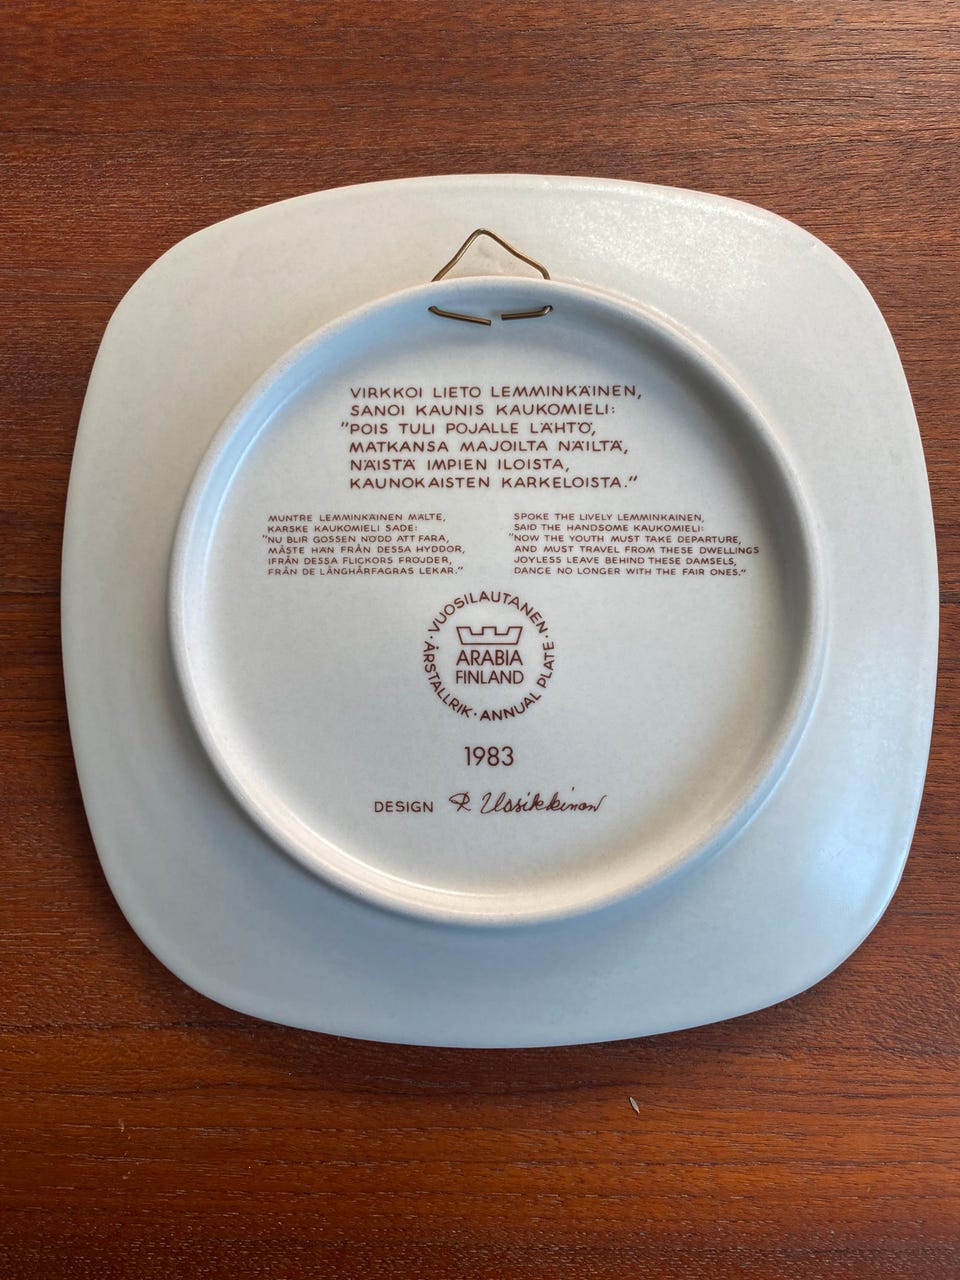 VIRKKOI LIETO LEMMINKÄINEN,
SANOI KAUNIS KAUKOMIELI:
"POIS TULI POJALLE LÄHTÖ,
MATKANSA MAJOILTA NÄILTÄ,
NÄISTÄ IMPIEN ILOISTA,
KAUNOKAISTEN KARKELOISTA."
MUNTRE LEMMINKÄINEN MÄLTE,
KARSKE KAUKOMIELI SADE:
"NU BLIR GOSSEN NÖDD ATT FARA,
MÅSTE HAN FRÅN DESSA HYDDOR,
IFRÅN DESSA FLICKORS FRÖJDER,
FRÅN DE LÅNGHÅRFAGRAS LEKAR."
SPOKE THE LIVELY LEMMINKAINEN,
SAID THE HANDSOME KAUKOMIELI:
"NOW THE YOUTH MUST TAKE DEPARTURE,
AND MUST TRAVEL FROM THESE DWELLINGS
JOYLESS LEAVE BEHIND THESE DAMSELS,
DANCE NO LONGER WITH THE FAIR ONES."
· VUOSILAUTANEN · ANNUAL PLATE · ÅRSTALLRIK
ARABIA
FINLAND
1983
DESIGN R. Uosikkinen